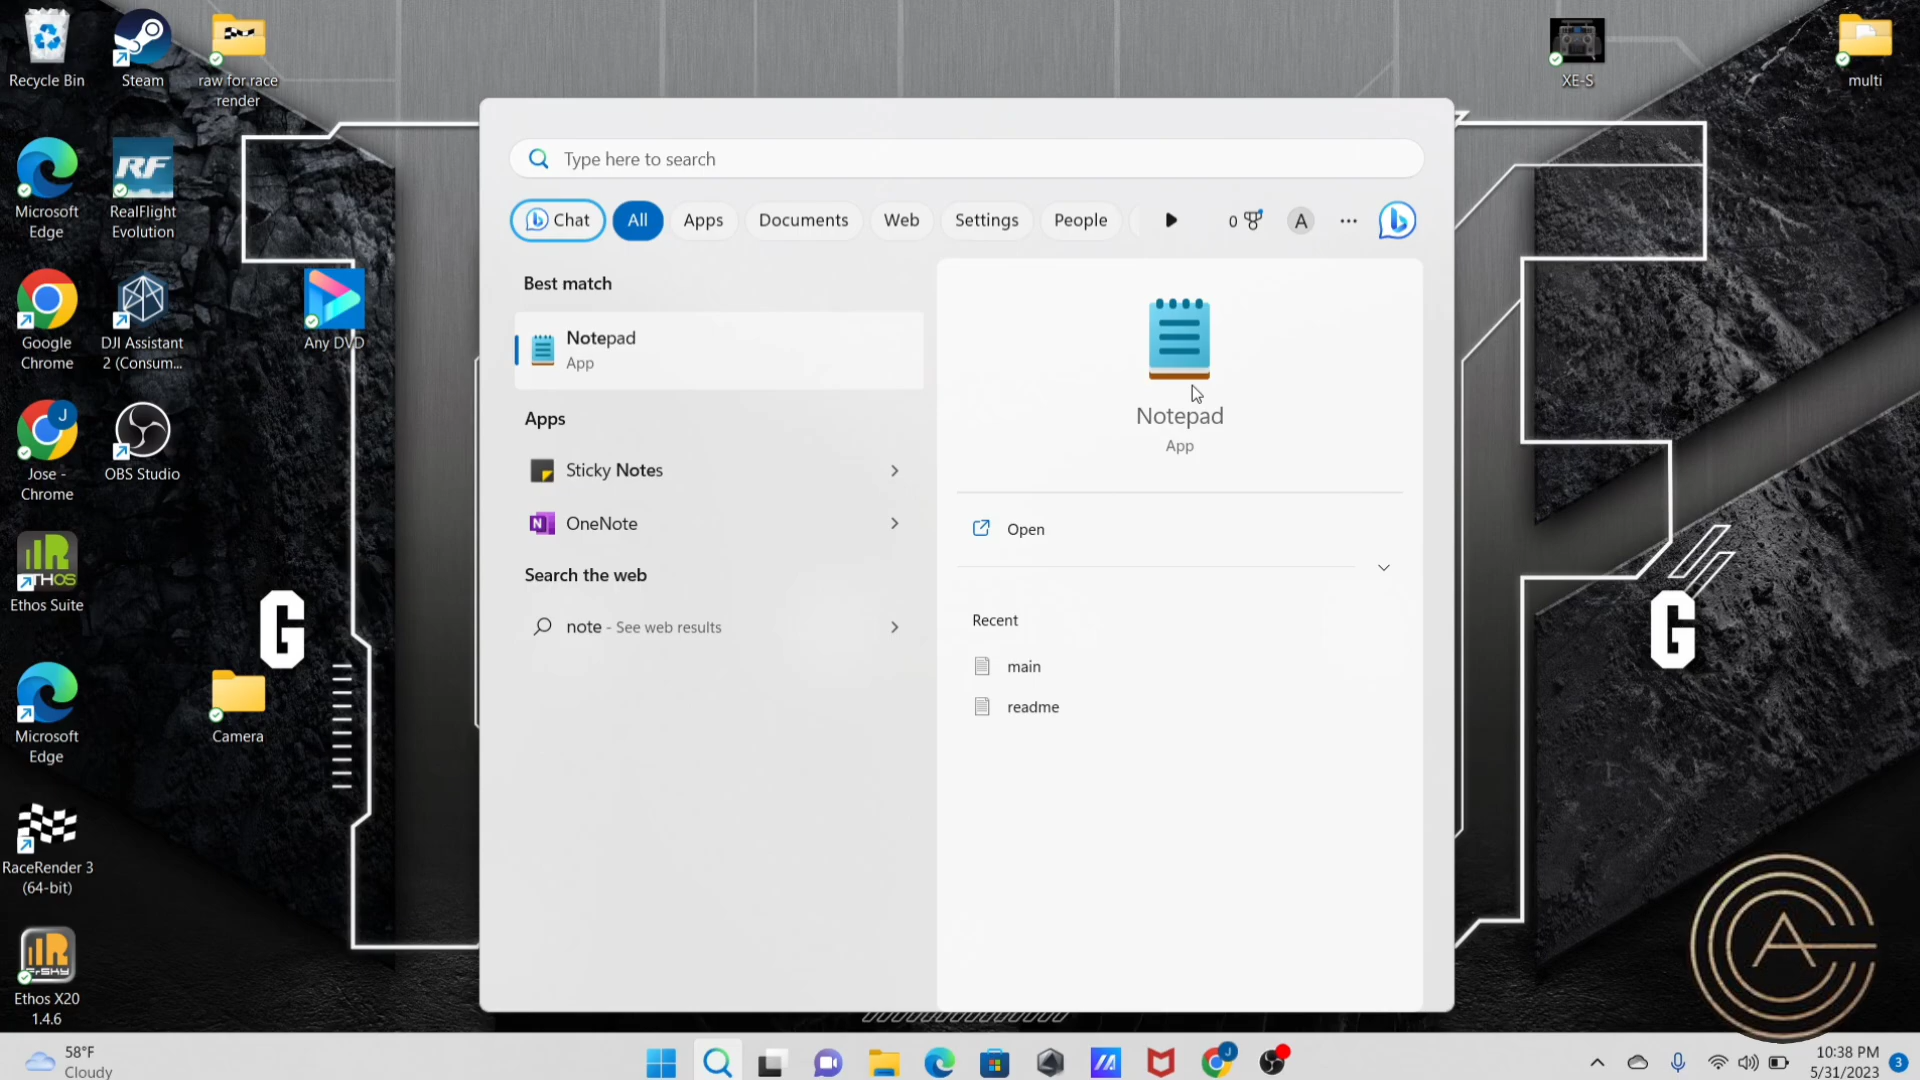 Recycle Bin
Steam
raw for race
render
XE-S
multi
Microsoft
Edge
RF
RealFlight
Evolution
Google
Chrome
DJI Assistant
2 (Consum...
Any DVD
J
Jose -
Chrome
OBS Studio
ETHOS
Ethos Suite
G
G
Microsoft
Edge
Camera
RaceRender 3
(64-bit)
FrSKY
Ethos X20
1.4.6
Type here to search
Chat
All
Apps
Documents
Web
Settings
People
0
A
...
Best match
Notepad
App
Apps
Sticky Notes
N
OneNote
Search the web
note - See web results
Notepad
App
Open
Recent
main
readme
A
58°F
Cloudy
J
10:38 PM
5/31/2023
3